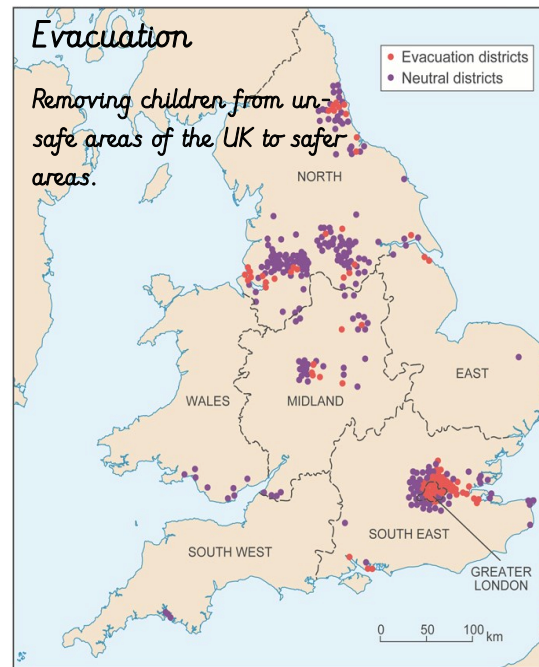 Evacuation
Removing children from un-
safe areas of the UK to safer
areas.
Evacuation districts
Neutral districts
NORTH
EAST
WALES
MIDLAND
SOUTH EAST
SOUTH WEST
GREATER
LONDON
0 50 100 km